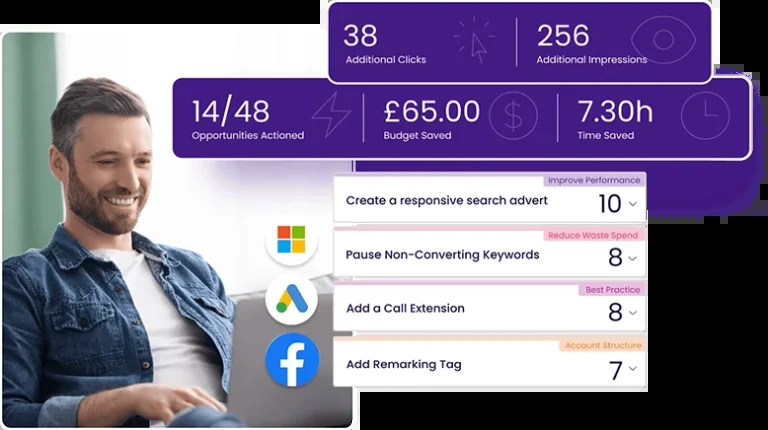 38
Additional Clicks
256
Additional Impressions
14/48
Opportunities Actioned
£65.00
Budget Saved
7.30h
Time Saved
Improve Performance
Create a responsive search advert
10
Reduce Waste Spend
Pause Non-Converting Keywords
8
Best Practice
Add a Call Extension
8
Account Structure
Add Remarking Tag
7